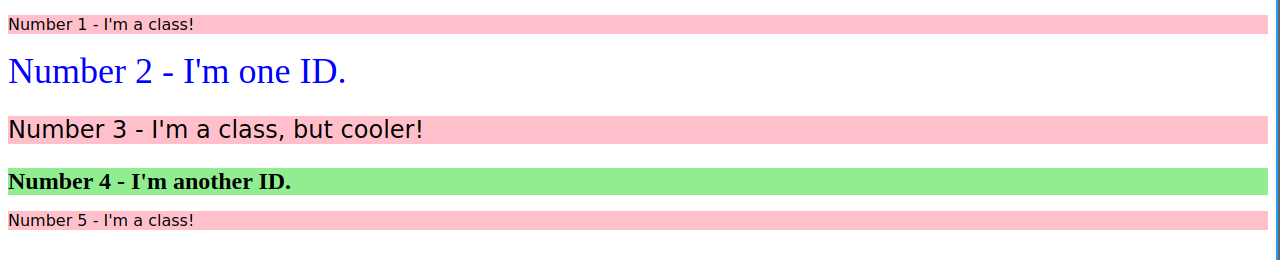 Number 1 - I'm a class!
Number 2 - I'm one ID.
Number 3 - I'm a class, but cooler!
Number 4 - I'm another ID.
Number 5 - I'm a class!